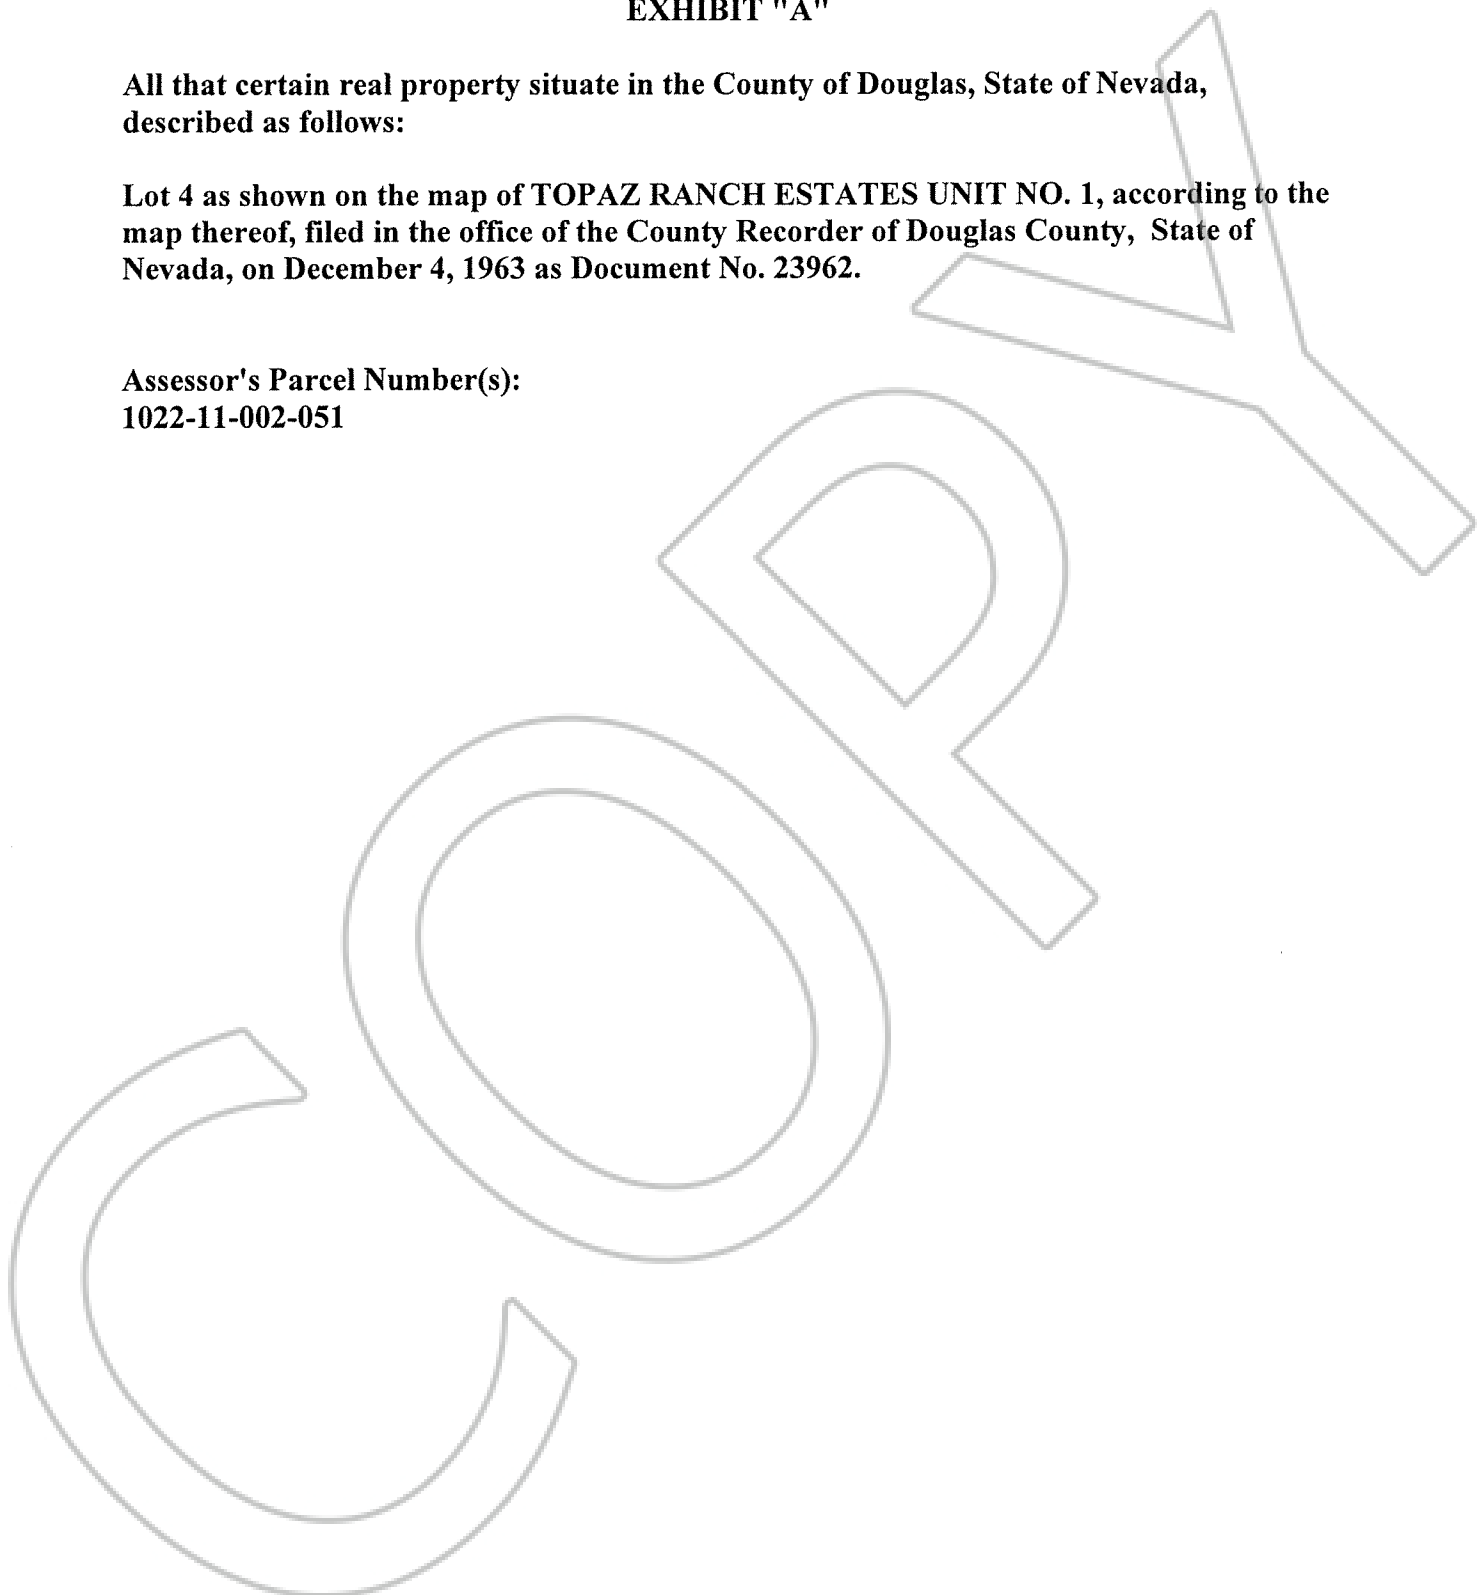 EXHIBIT "A"
All that certain real property situate in the County of Douglas, State of Nevada,
described as follows:
Lot 4 as shown on the map of TOPAZ RANCH ESTATES UNIT NO. 1, according to the
map thereof, filed in the office of the County Recorder of Douglas County,  State of
Nevada, on December 4, 1963 as Document No. 23962.
Assessor's Parcel Number(s):
1022-11-002-051
COPY